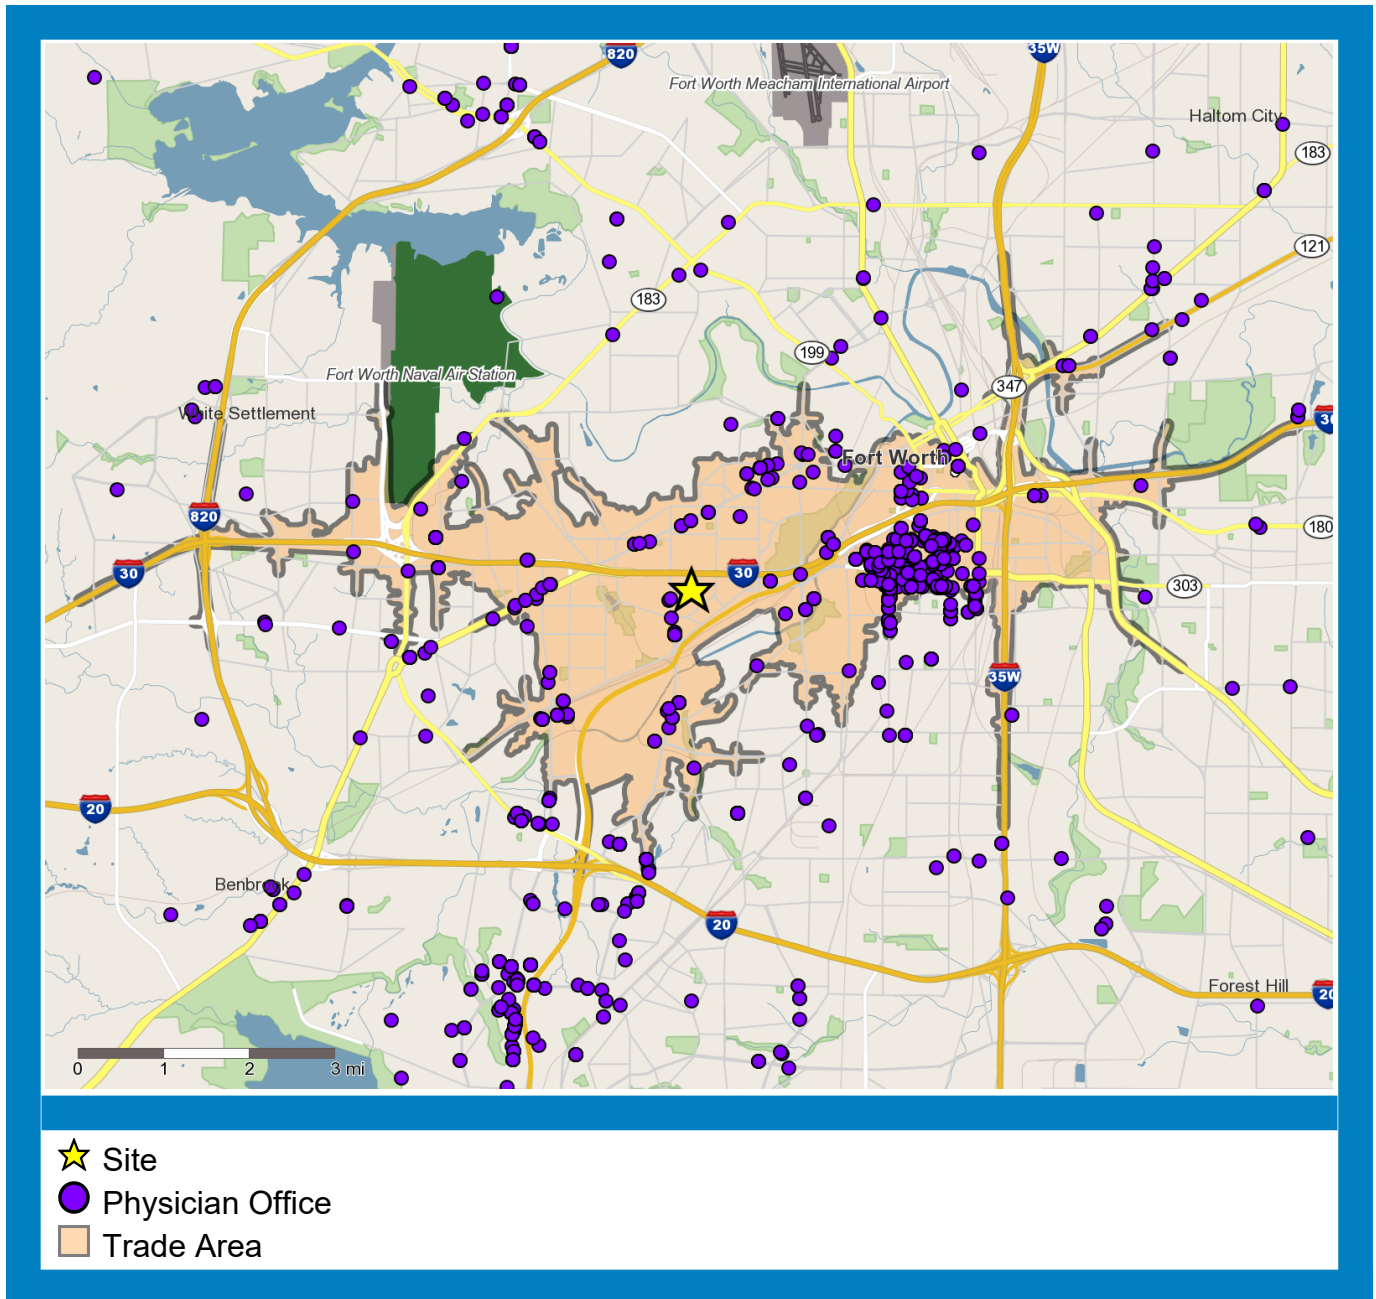 820
35W
Fort Worth Meacham International Airport
Haltom City
183
121
183
199
Fort Worth Naval Air Station
347
White Settlement
30
Fort Worth
820
180
30
30
303
35W
20
Benbrook
20
Forest Hill
20
0 1 2 3 mi
Site
Physician Office
Trade Area